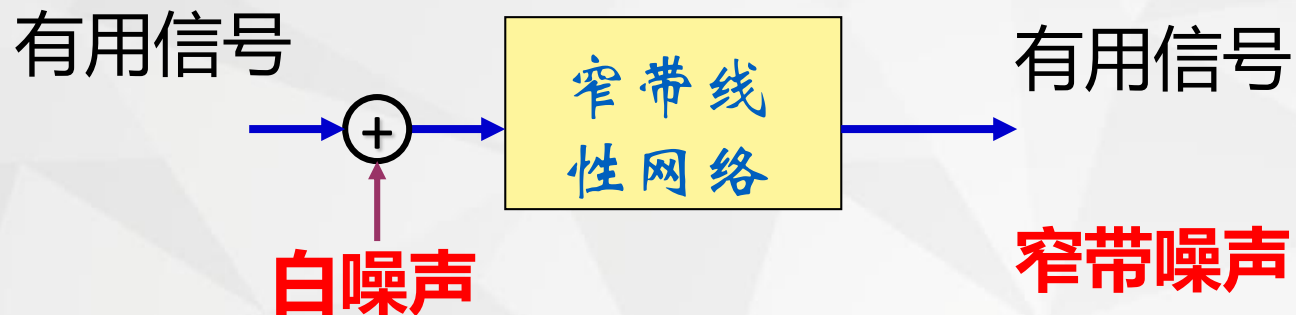 有用信号
+
窄带线
性网络
白噪声
有用信号
窄带噪声